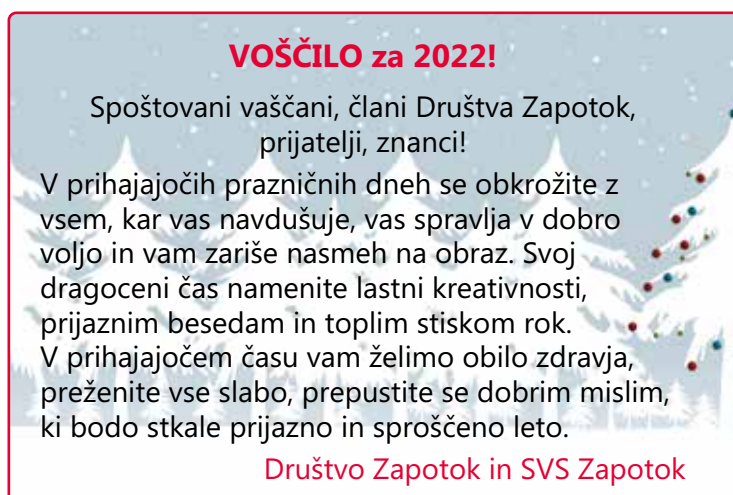 VOŠČILO za 2022!
Spoštovani vaščani, člani Društva Zapotok,
prijatelji, znanci!
V prihajajočih prazničnih dneh se obkrožite z
vsem, kar vas navdušuje, vas spravlja v dobro
voljo in vam zariše nasmeh na obraz. Svoj
dragoceni čas namenite lastni kreativnosti,
prijaznim besedam in toplim stiskom rok.
V prihajajočem času vam želimo obilo zdravja,
preženite vse slabo, prepustite se dobrim mislim,
ki bodo stkale prijazno in sproščeno leto.
Društvo Zapotok in SVS Zapotok